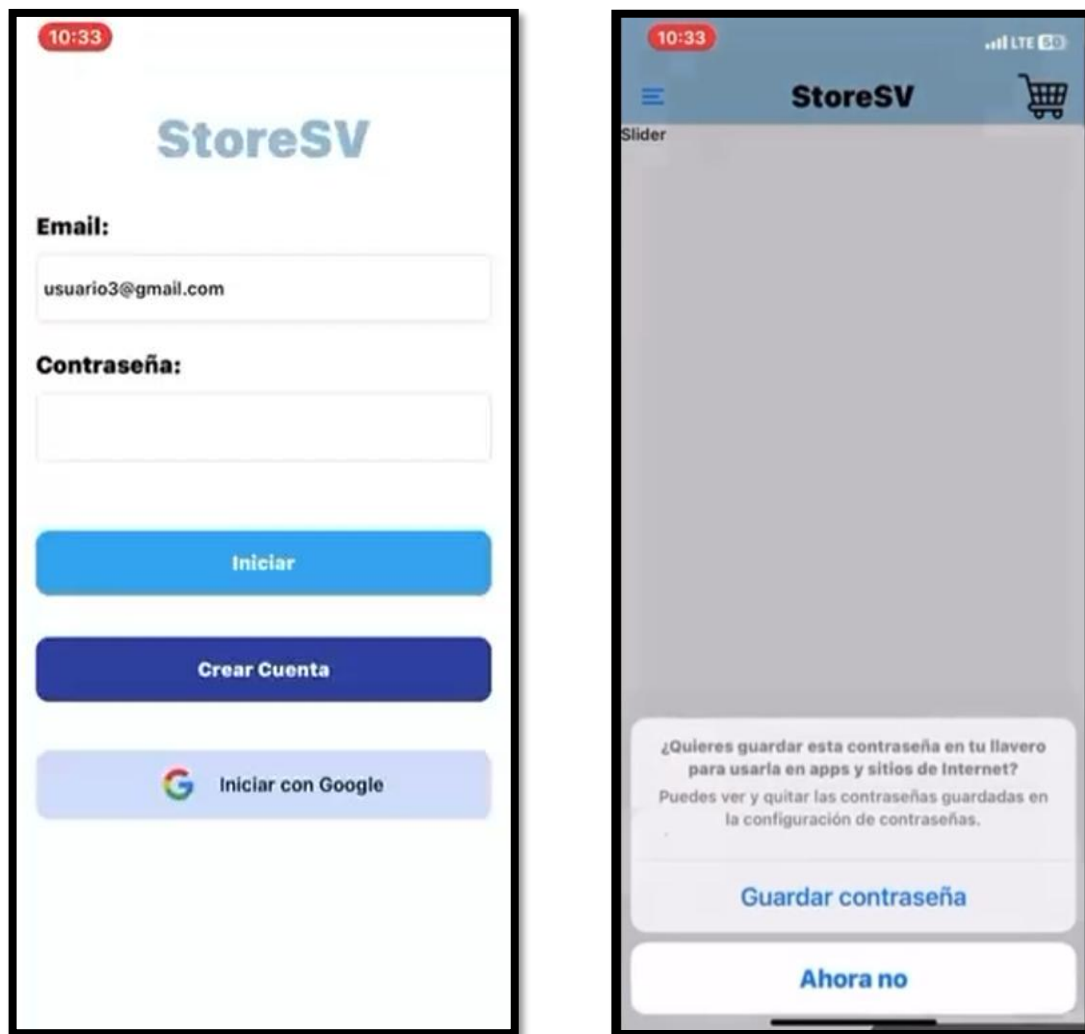 10:33
StoreSV
Email:
usuario3@gmail.com
Contraseña:
Iniciar
Crear Cuenta
Iniciar con Google
10:33
LTE 50
StoreSV
Slider
¿Quieres guardar esta contraseña en tu llavero
para usarla en apps y sitios de Internet?
Puedes ver y quitar las contraseñas guardadas en
la configuración de contraseñas.
Guardar contraseña
Ahora no